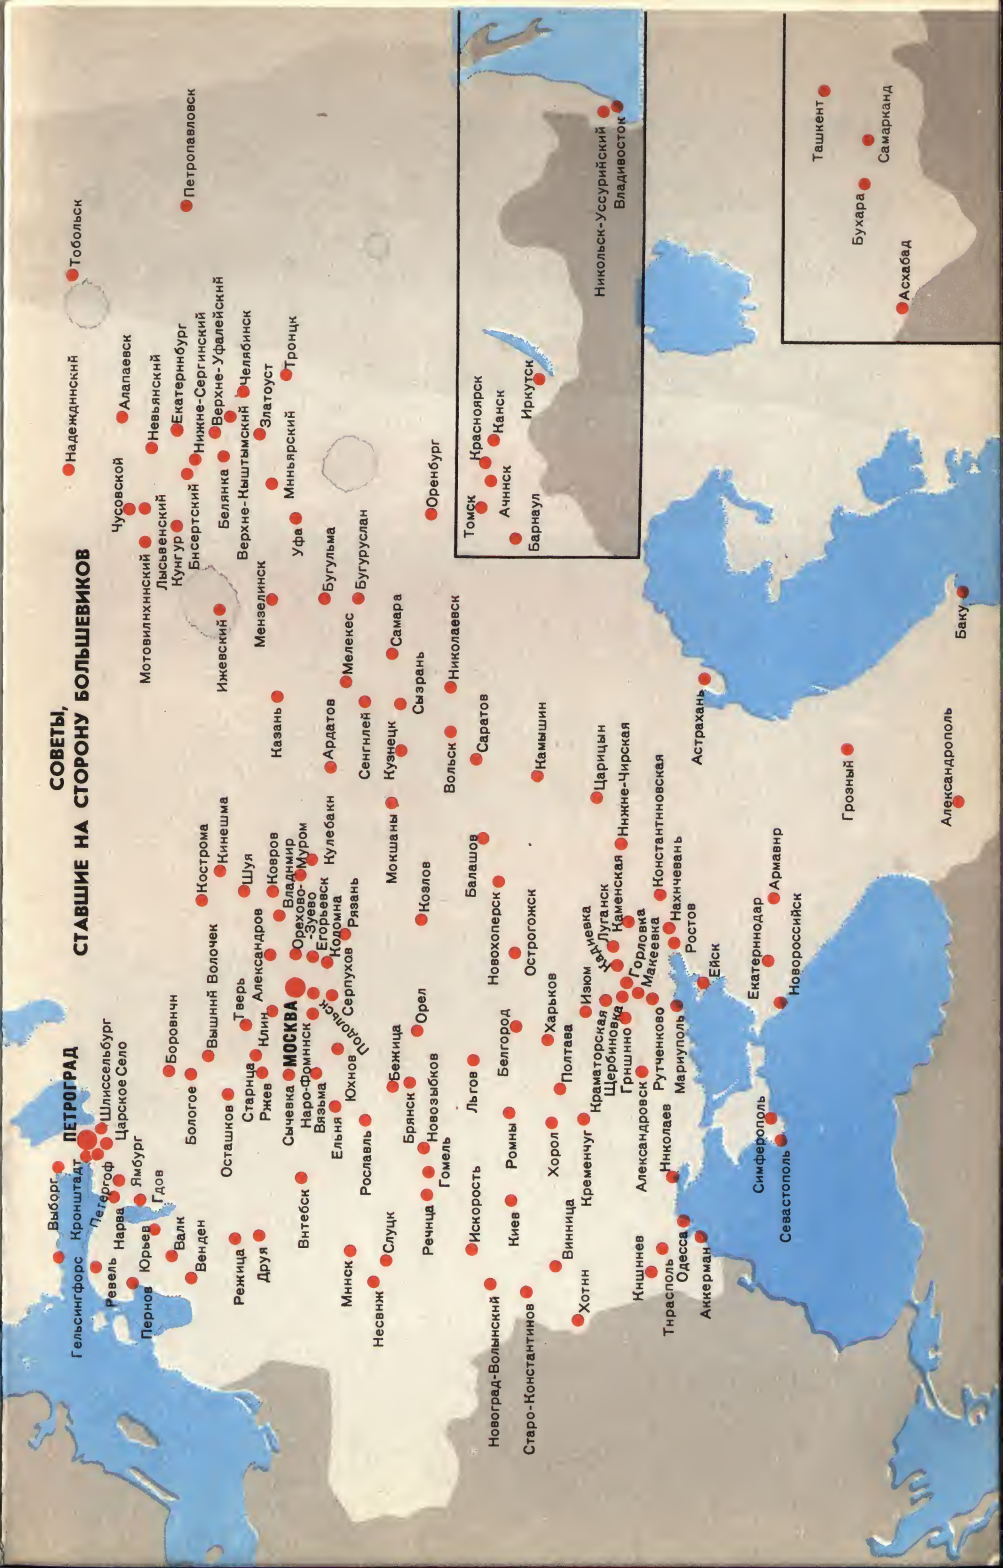 СОВЕТЫ,
СТАВШИЕ НА СТОРОНУ БОЛЬШЕВИКОВ
Гельсингфорс
Выборг
Кронштадт
ПЕТРОГРАД
Шлиссельбург
Царское Село
Петергоф
Ямбург
Ревель
Нарва
Гдов
Пернов
Юрьев
Валк
Венден
Боровичи
Бологое
Вышний Волочек
Осташков
Режица
Друя
Старица
Ржев
Тверь
Клин
Александров
Сычевка
МОСКВА
Наро-Фоминск
Вязьма
Подольск
Серпухов
Юхнов
Ельня
Рославль
Витебск
Минск
Несвиж
Слуцк
Кострома
Кинешма
Шуя
Ковров
Владимир
Муром
Кулебаки
Орехово-
-Зуево
Егорьевск
Коломна
Рязань
Козлов
Мокшаны
Бежица
Брянск
Орел
Новозыбков
Гомель
Речица
Искорость
Льгов
Белгород
Ромны
Киев
Новоград-Волынский
Старо-Константинов
Хотин
Винница
Хорол
Кременчуг
Полтава
Харьков
Изюм
Краматорская
Щербиновка
Гришино
Рутченково
Мариуполь
Александровск
Николаев
Кишинев
Тирасполь
Одесса
Аккерман
Симферополь
Севастополь
Кадиевка
Луганск
Каменская
Горловка
Макеевка
Нижне-Чирская
Константиновская
Нахичевань
Ростов
Ейск
Екатеринодар
Армавир
Новороссийск
Балашов
Новохоперск
Острогожск
Камышин
Царицын
Саратов
Вольск
Николаевск
Кузнецк
Сызрань
Самара
Сенгилей
Мелекес
Ардатов
Казань
Бугуруслан
Бугульма
Мензелинск
Ижевский
Уфа
Оренбург
Надеждинский
Тобольск
Петропавловск
Чусовской
Алапаевск
Невьянский
Екатеринбург
Нижне-Сергинский
Верхне-Уфалейский
Челябинск
Златоуст
Троицк
Миньярский
Верхне-Кыштымский
Белянка
Бисертский
Кунгур
Лысьвенский
Мотовилихинский
Астрахань
Грозный
Александрополь
Баку
Томск
Красноярск
Ачинск
Канск
Барнаул
Иркутск
Никольск-Уссурийский
Владивосток
Ташкент
Самарканд
Бухара
Асхабад